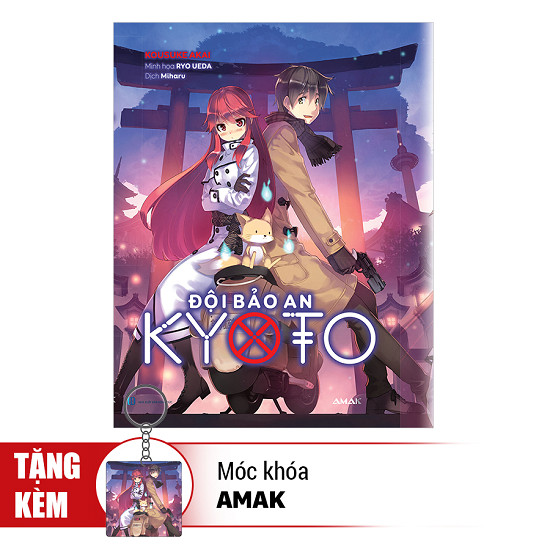 Minh họa RYO UEDA
Dịch Miharu
ĐỘI BẢO AN
KYOTO
AMAK
TẶNG
KÈM
Móc khóa
AMAK